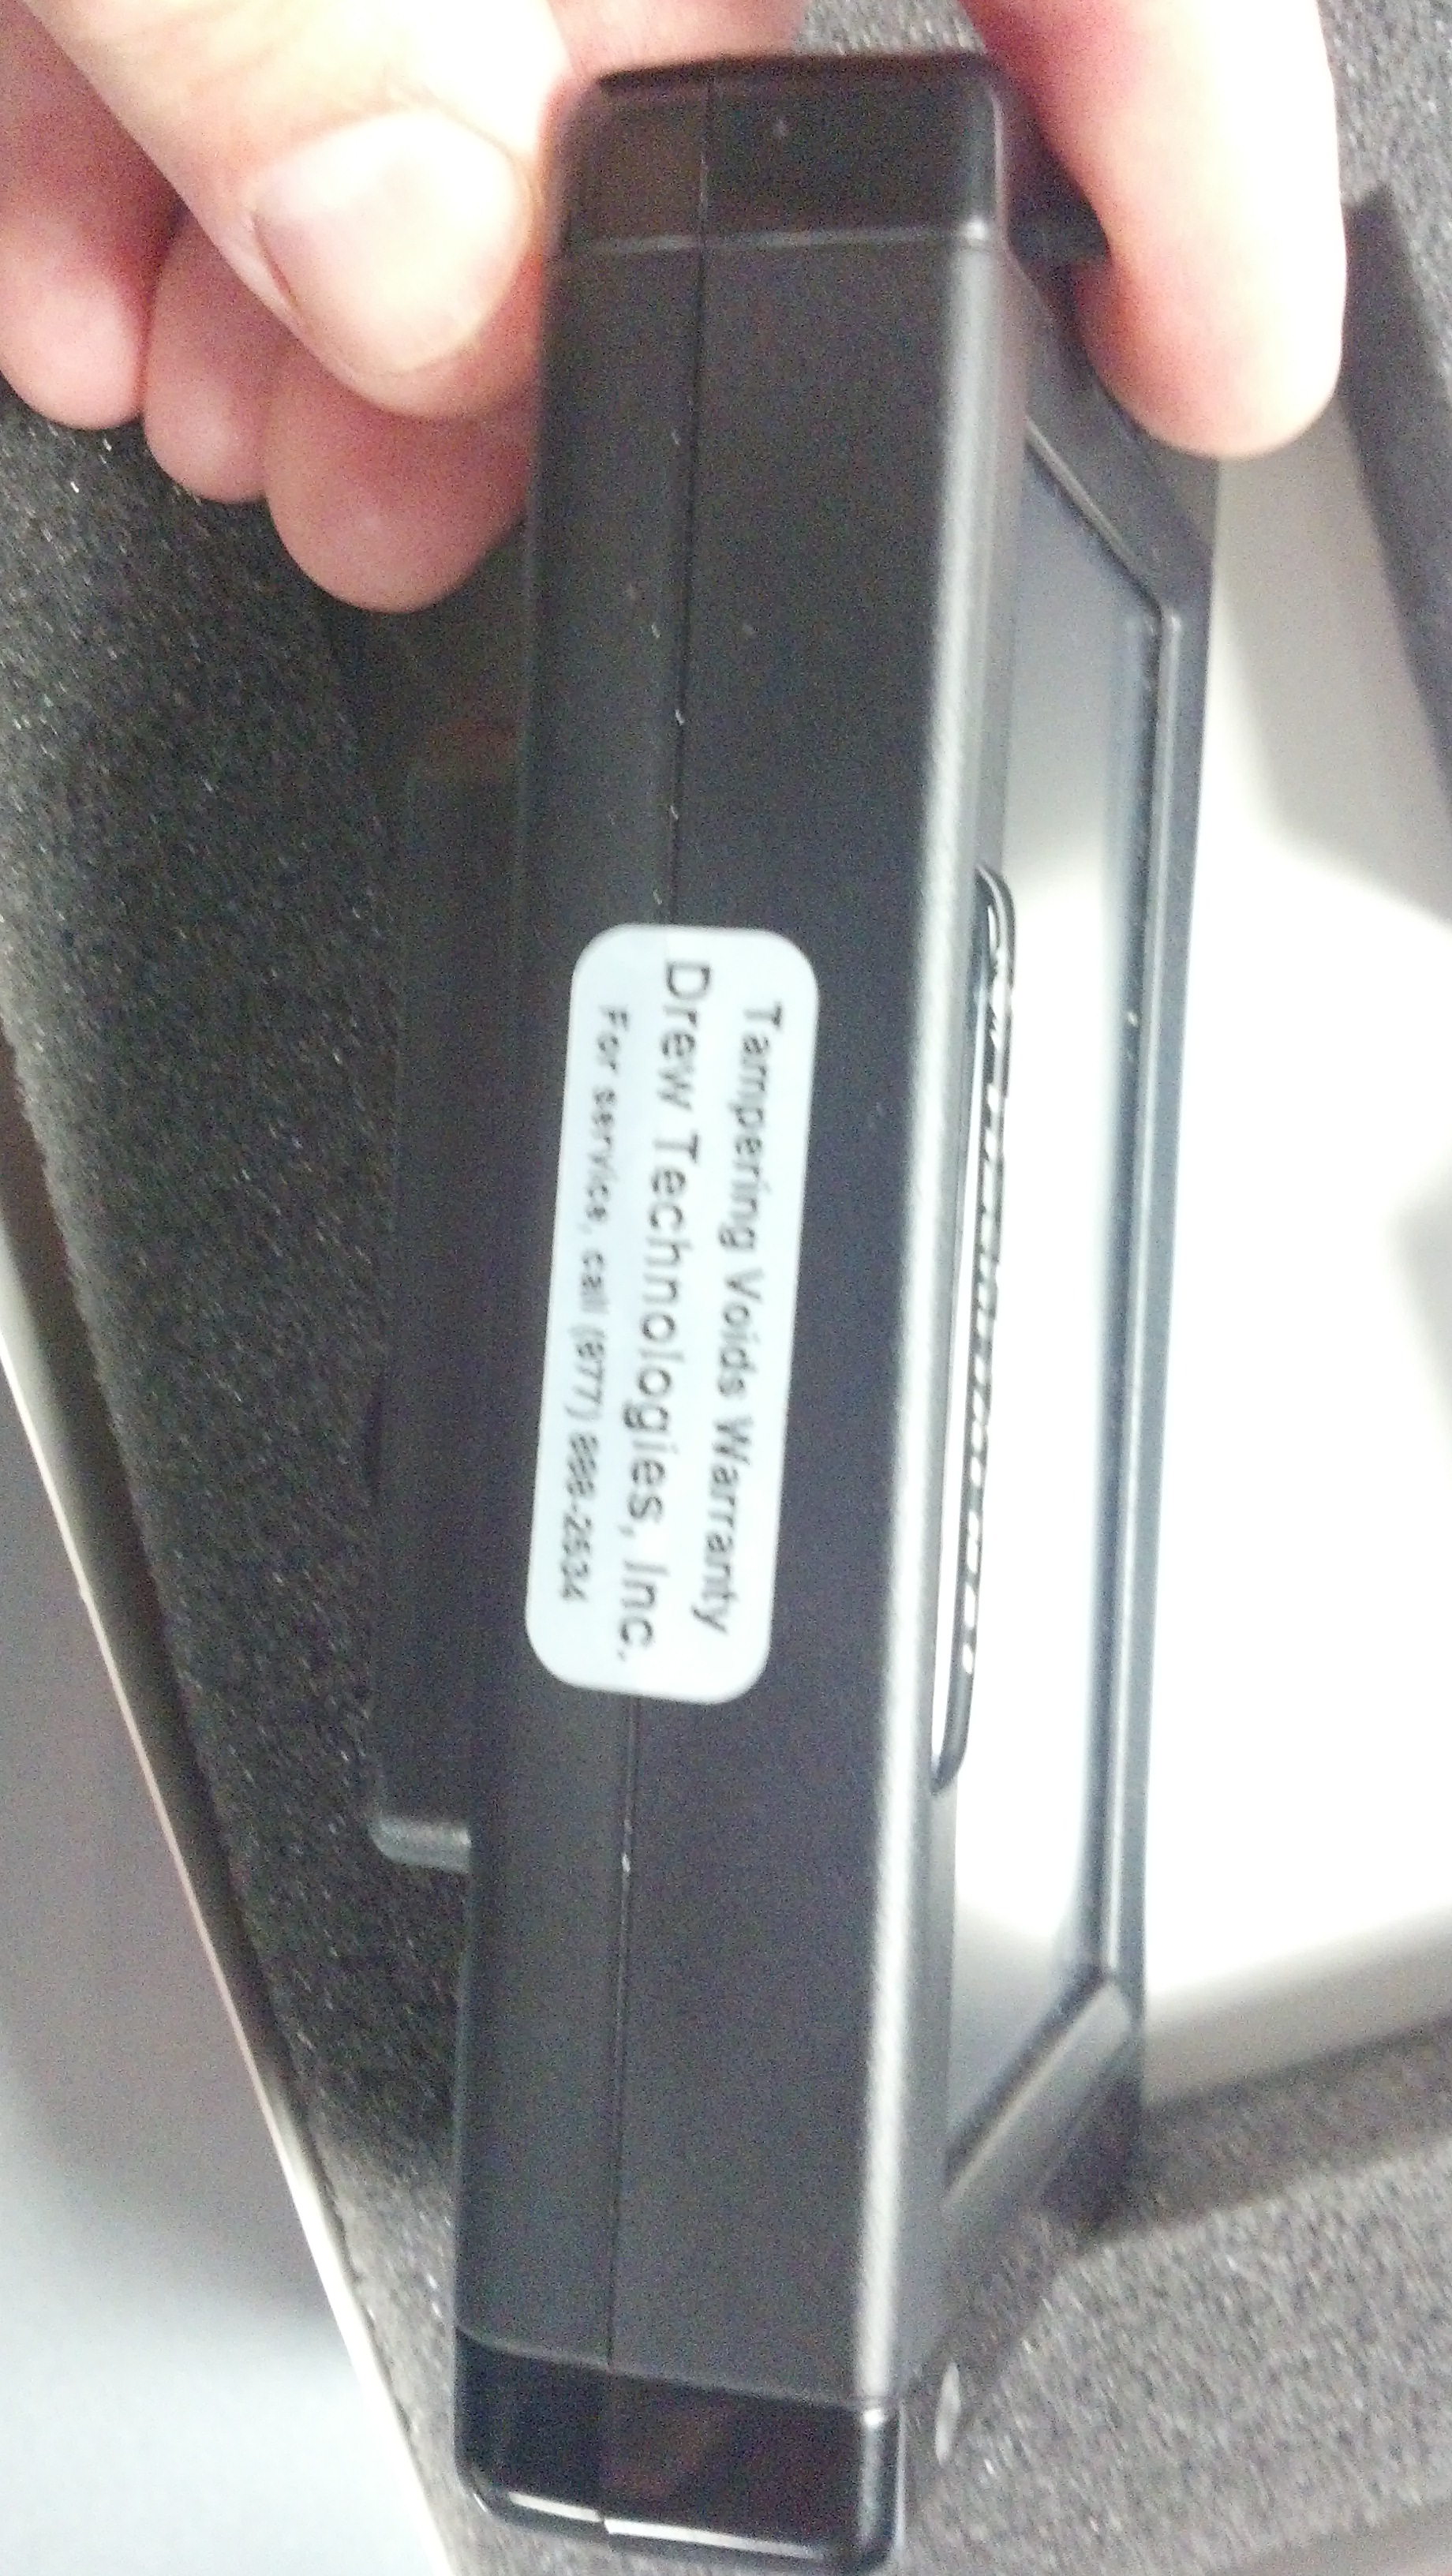 Tampering Voids Warranty
Drew Technologies, Inc.
For service, call (877) 888-2534